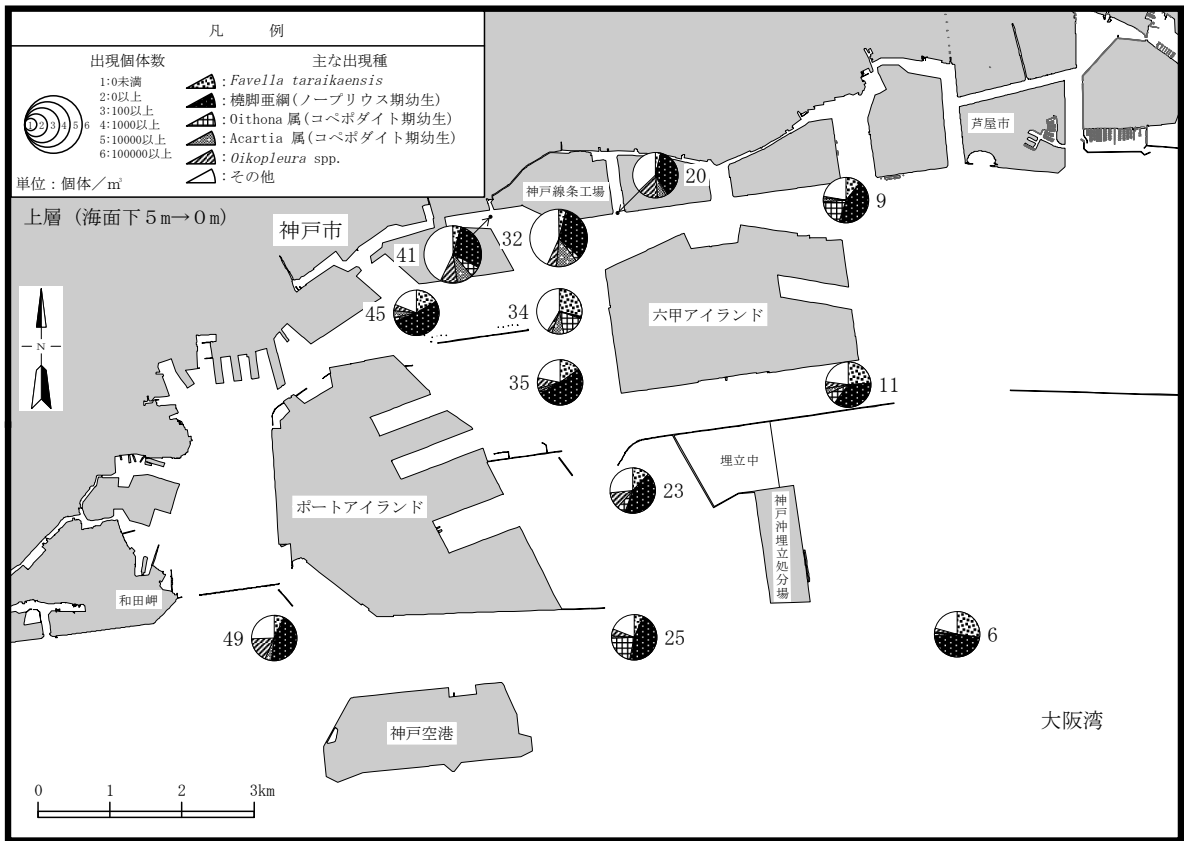 凡 例
出現個体数
1:0未満
2:0以上
3:100以上
4:1000以上
5:10000以上
6:100000以上
1 2 3 4 5 6
単位：個体／㎥
主な出現種
：Favella taraikaensis
：橈脚亜綱(ノープリウス期幼生)
：Oithona 属(コペポダイト期幼生)
：Acartia 属(コペポダイト期幼生)
：Oikopleura spp.
：その他
上層（海面下５m→０m）
神戸市
神戸線条工場
芦屋市
20
9
32
41
45
34
六甲アイランド
N
35
11
埋立中
23
ポートアイランド
神戸沖埋立処分場
和田岬
49
25
6
神戸空港
大阪湾
0 1 2 3km